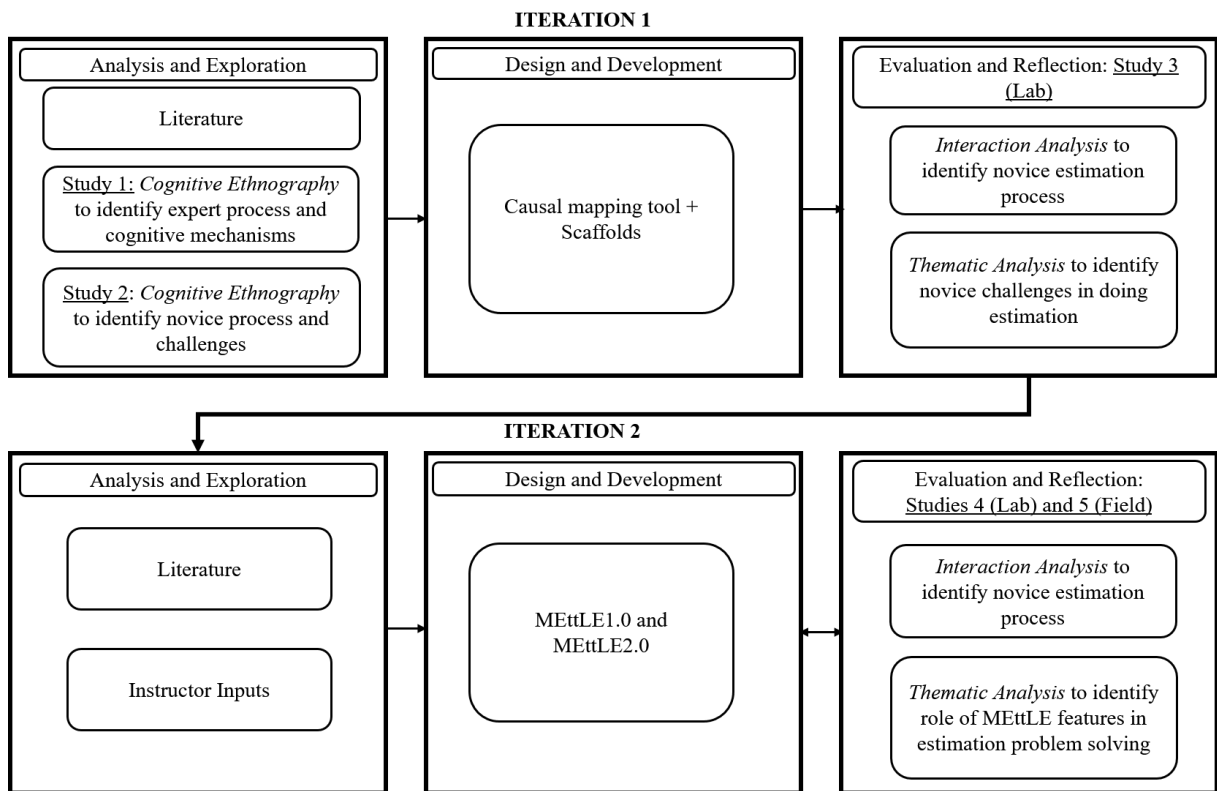 ITERATION 1
Analysis and Exploration
Literature
Study 1: Cognitive Ethnography
to identify expert process and
cognitive mechanisms
Study 2: Cognitive Ethnography
to identify novice process and
challenges
Design and Development
Causal mapping tool +
Scaffolds
Evaluation and Reflection: Study 3
(Lab)
Interaction Analysis to
identify novice estimation
process
Thematic Analysis to identify
novice challenges in doing
estimation
ITERATION 2
Analysis and Exploration
Literature
Instructor Inputs
Design and Development
MEttLE1.0 and
MEttLE2.0
Evaluation and Reflection:
Studies 4 (Lab) and 5 (Field)
Interaction Analysis to
identify novice estimation
process
Thematic Analysis to identify
role of MEttLE features in
estimation problem solving